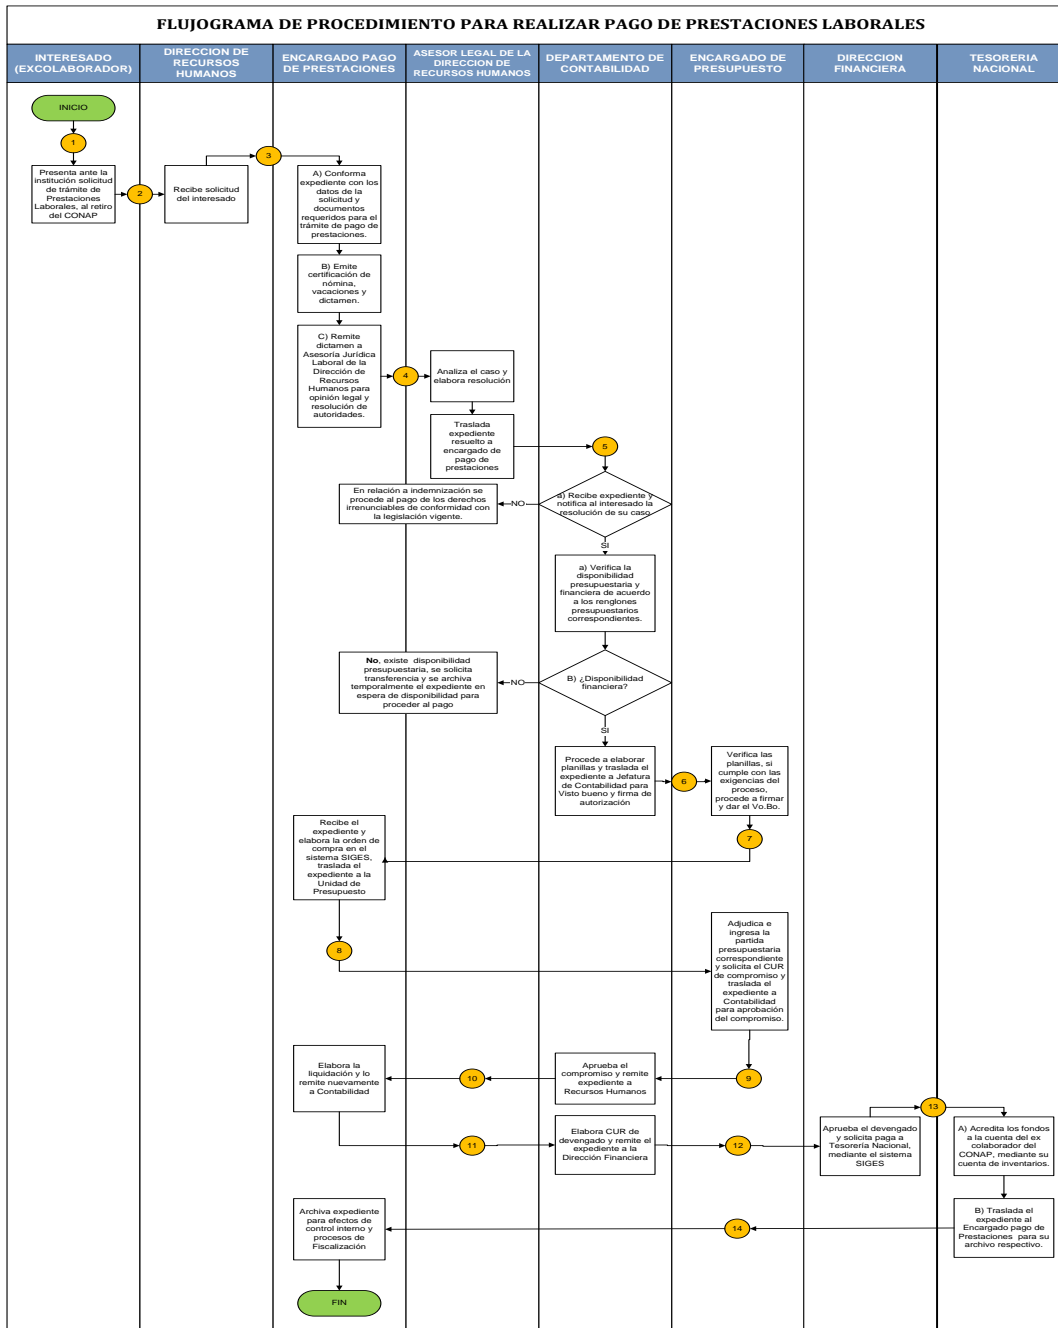 FLUJOGRAMA DE PROCEDIMIENTO PARA REALIZAR PAGO DE PRESTACIONES LABORALES
INTERESADO
(EXCOLABORADOR)
DIRECCION DE
RECURSOS
HUMANOS
ENCARGADO PAGO
DE PRESTACIONES
ASESOR LEGAL DE LA
DIRECCION DE
RECURSOS HUMANOS
DEPARTAMENTO DE
CONTABILIDAD
ENCARGADO DE
PRESUPUESTO
DIRECCION
FINANCIERA
TESORERIA
NACIONAL
INICIO
1
Presenta ante la
institución solicitud
de trámite de
Prestaciones
Laborales, al retiro
del CONAP
2
Recibe solicitud
del interesado
3
A) Conforma
expediente con los
datos de la
solicitud y
documentos
requeridos para el
trámite de pago de
prestaciones.
B) Emite
certificación de
nómina,
vacaciones y
dictamen.
C) Remite
dictamen a
Asesoría Jurídica
Laboral de la
Dirección de
Recursos
Humanos para
opinión legal y
resolución de
autoridades.
4
Analiza el caso y
elabora resolución
Traslada
expediente
resuelto a
encargado de
pago de
prestaciones
5
a) Recibe expediente y
notifica al interesado la
resolución de su caso
NO
En relación a indemnización se
procede al pago de los derechos
irrenunciables de conformidad con
la legislación vigente.
SI
a) Verifica la
disponibilidad
presupuestaria y
financiera de acuerdo
a los renglones
presupuestarios
correspondientes.
B) ¿Disponibilidad
financiera?
NO
No, existe disponibilidad
presupuestaria, se solicita
transferencia y se archiva
temporalmente el expediente en
espera de disponibilidad para
proceder al pago
SI
Procede a elaborar
planillas y traslada el
expediente a Jefatura
de Contabilidad para
Visto bueno y firma de
autorización
6
Verifica las
planillas, si
cumple con las
exigencias del
proceso,
procede a firmar
y dar el Vo.Bo.
7
Recibe el
expediente y
elabora la orden de
compra en el
sistema SIGES,
traslada el
expediente a la
Unidad de
Presupuesto
8
Adjudica e
ingresa la
partida
presupuestaria
correspondiente
y solicita el CUR
de compromiso y
traslada el
expediente a
Contabilidad
para aprobación
del compromiso.
9
Aprueba el
compromiso y remite
expediente a
Recursos Humanos
10
Elabora la
liquidación y lo
remite nuevamente
a Contabilidad
11
Elabora CUR de
devengado y remite el
expediente a la
Dirección Financiera
12
Aprueba el devengado
y solicita paga a
Tesorería Nacional,
mediante el sistema
SIGES
13
A) Acredita los fondos
a la cuenta del ex
colaborador del
CONAP, mediante su
cuenta de inventarios.
B) Traslada el
expediente al
Encargado pago de
Prestaciones para su
archivo respectivo.
14
Archiva expediente
para efectos de
control interno y
procesos de
Fiscalización
FIN